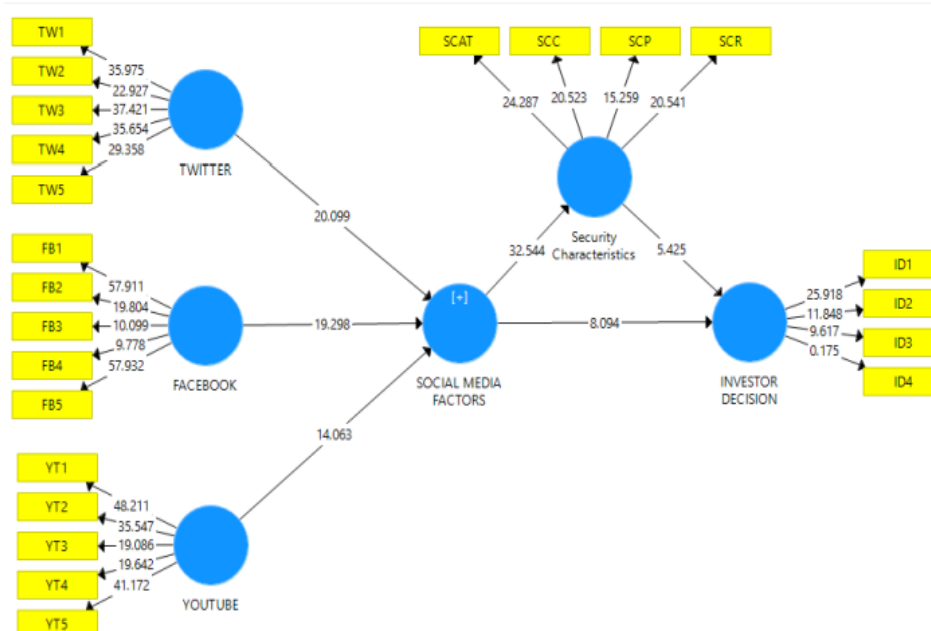 TW1
TW2
TW3
TW4
TW5
35.975
22.927
37.421
35.654
29.358
TWITTER
SCAT
SCC
SCP
SCR
24.287
20.523
15.259
20.541
Security
Characteristics
20.099
32.544
5.425
FB1
FB2
FB3
FB4
FB5
57.911
19.804
10.099
9.778
57.932
FACEBOOK
19.298
[+]
SOCIAL MEDIA
FACTORS
8.094
INVESTOR
DECISION
25.918
11.848
9.617
0.175
ID1
ID2
ID3
ID4
14.063
YT1
YT2
YT3
YT4
YT5
48.211
35.547
19.086
19.642
41.172
YOUTUBE